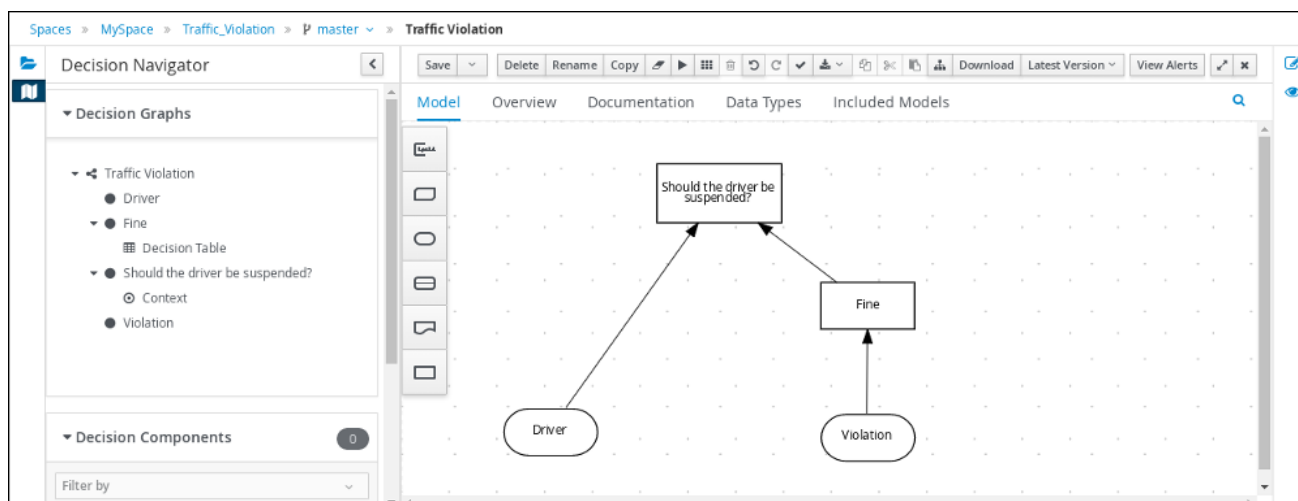 Spaces » MySpace » Traffic_Violation » master » Traffic Violation
Decision Navigator
Save Delete Rename Copy Download Latest Version View Alerts
Model Overview Documentation Data Types Included Models
Decision Graphs
Traffic Violation
Driver
Fine
Decision Table
Should the driver be suspended?
Context
Violation
Decision Components 0
Filter by
Should the driver be
suspended?
Fine
Driver
Violation